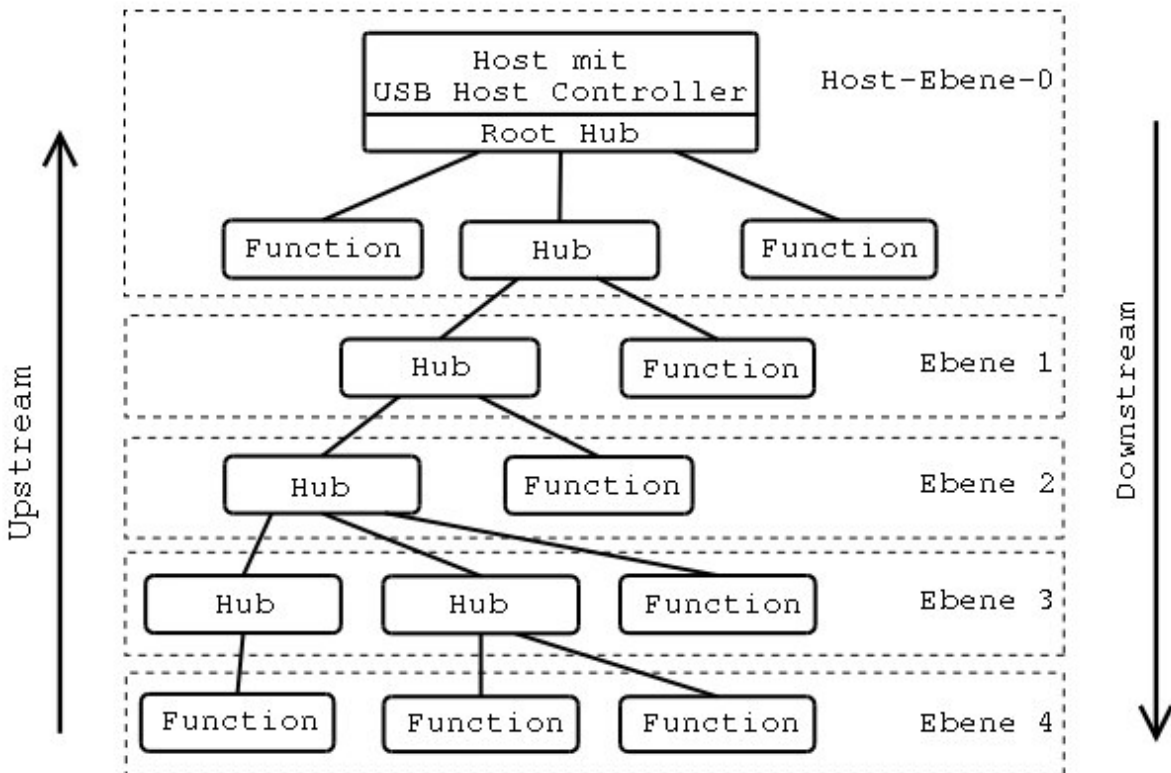 Host mit
USB Host Controller
Host-Ebene-0
Root Hub
Function
Hub
Function
Hub
Function
Ebene 1
Hub
Function
Ebene 2
Hub
Hub
Function
Ebene 3
Function
Function
Function
Ebene 4
Upstream
Downstream